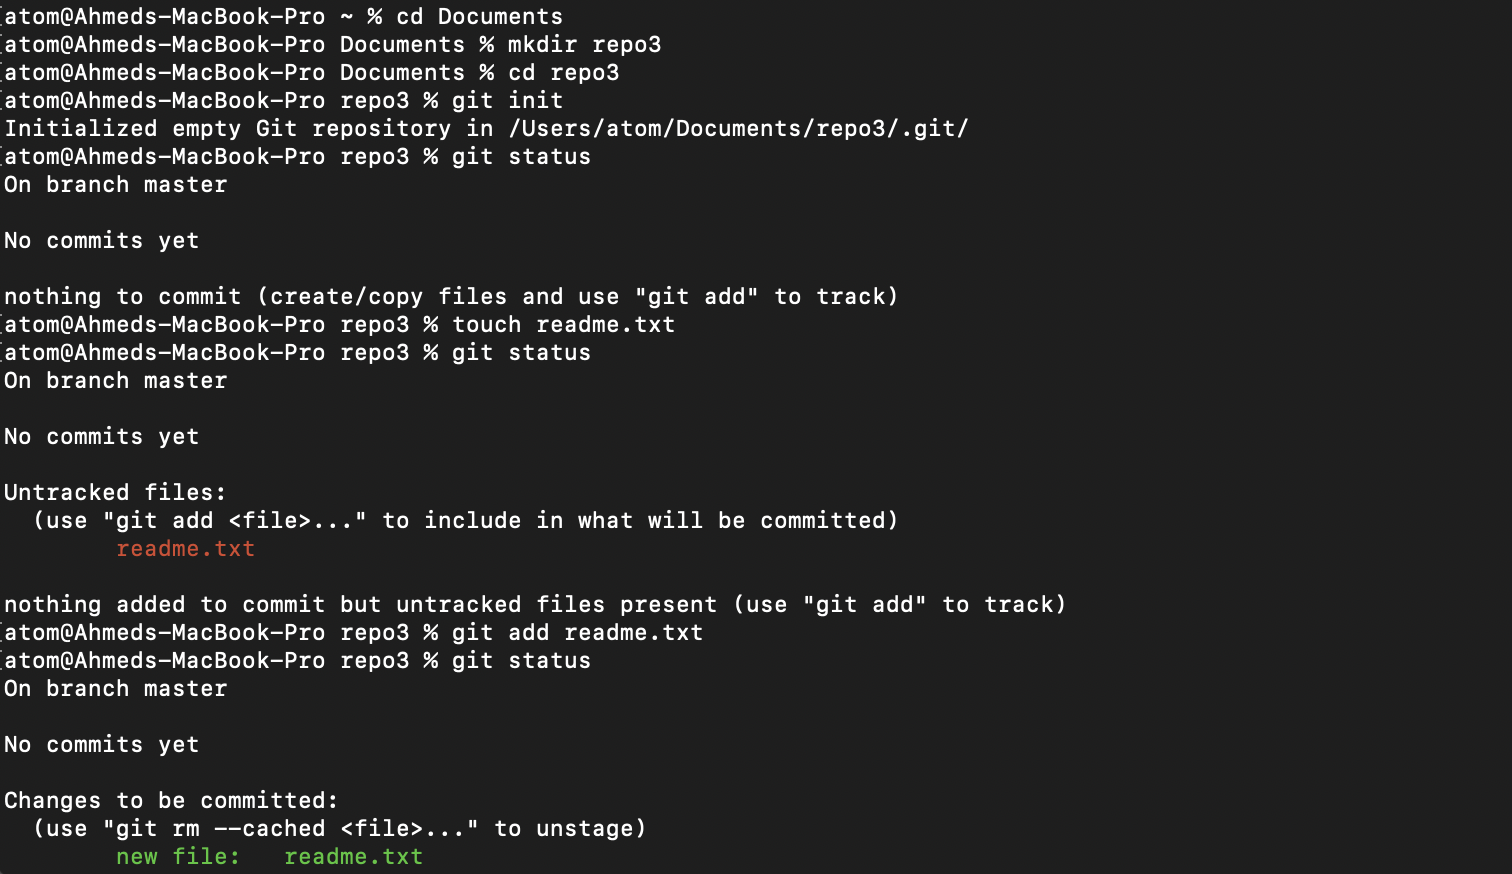 atom@Ahmeds-MacBook-Pro ~ % cd Documents
atom@Ahmeds-MacBook-Pro Documents % mkdir repo3
atom@Ahmeds-MacBook-Pro Documents % cd repo3
atom@Ahmeds-MacBook-Pro repo3 % git init
Initialized empty Git repository in /Users/atom/Documents/repo3/.git/
atom@Ahmeds-MacBook-Pro repo3 % git status
On branch master
No commits yet
nothing to commit (create/copy files and use "git add" to track)
atom@Ahmeds-MacBook-Pro repo3 % touch readme.txt
atom@Ahmeds-MacBook-Pro repo3 % git status
On branch master
No commits yet
Untracked files:
  (use "git add <file>..." to include in what will be committed)
        readme.txt
nothing added to commit but untracked files present (use "git add" to track)
atom@Ahmeds-MacBook-Pro repo3 % git add readme.txt
atom@Ahmeds-MacBook-Pro repo3 % git status
On branch master
No commits yet
Changes to be committed:
  (use "git rm --cached <file>..." to unstage)
        new file:   readme.txt